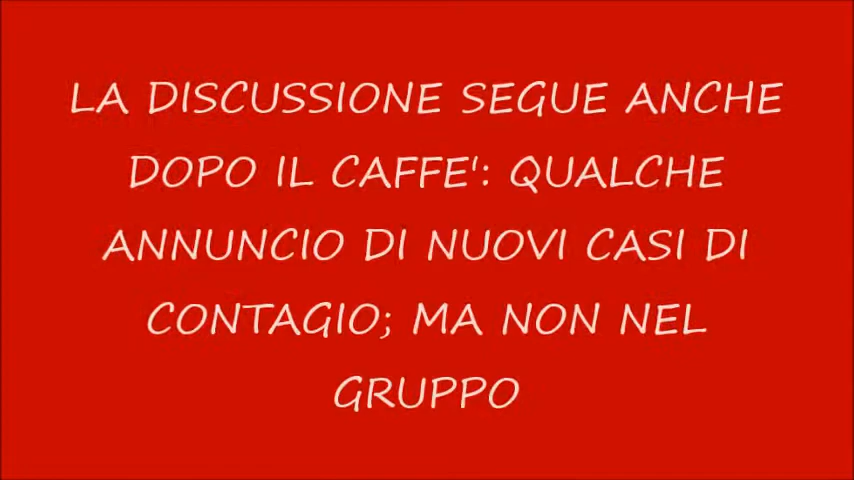 LA DISCUSSIONE SEGUE ANCHE
DOPO IL CAFFE': QUALCHE
ANNUNCIO DI NUOVI CASI DI
CONTAGIO; MA NON NEL
GRUPPO